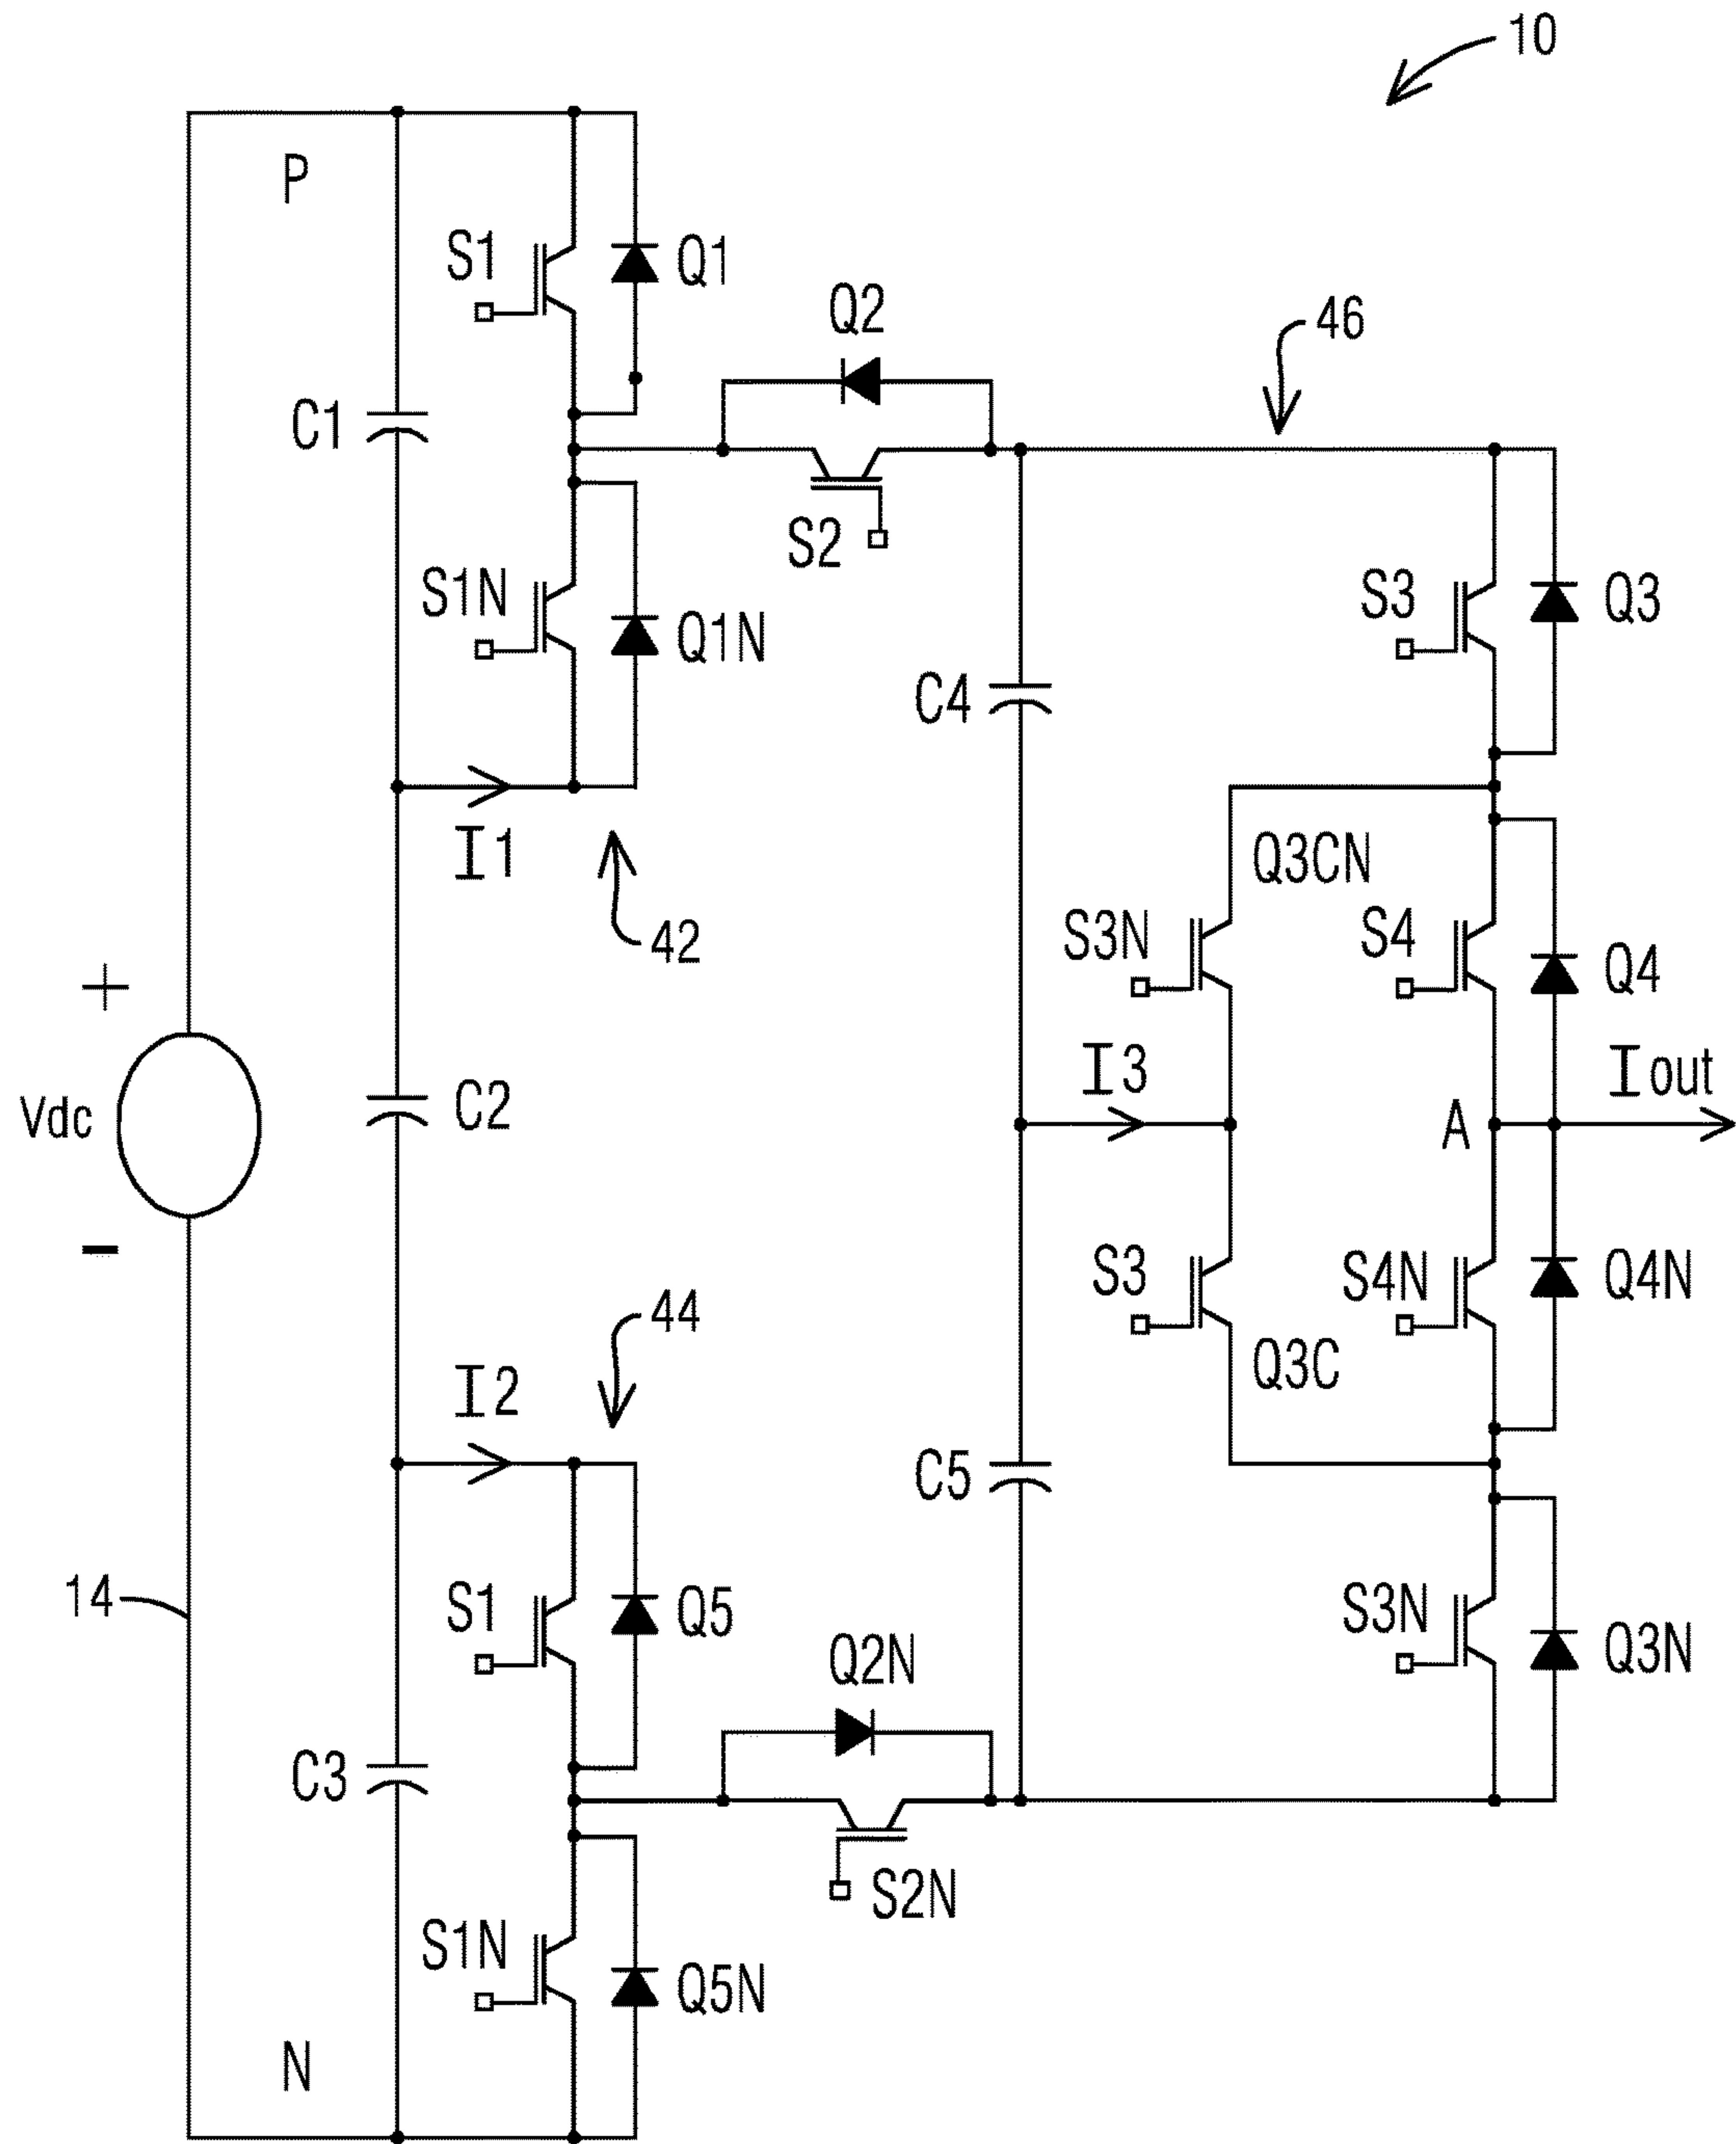 10
P
S1
Q1
Q2
46
C1
S2
S1N
Q1N
S3
Q3
C4
I1
Q3CN
42
S3N
S4
Q4
+
I3
Iout
Vdc
C2
A
-
S3
S4N
Q4N
44
I2
Q3C
C5
14
S1
Q5
Q2N
S3N
Q3N
C3
S2N
S1N
Q5N
N